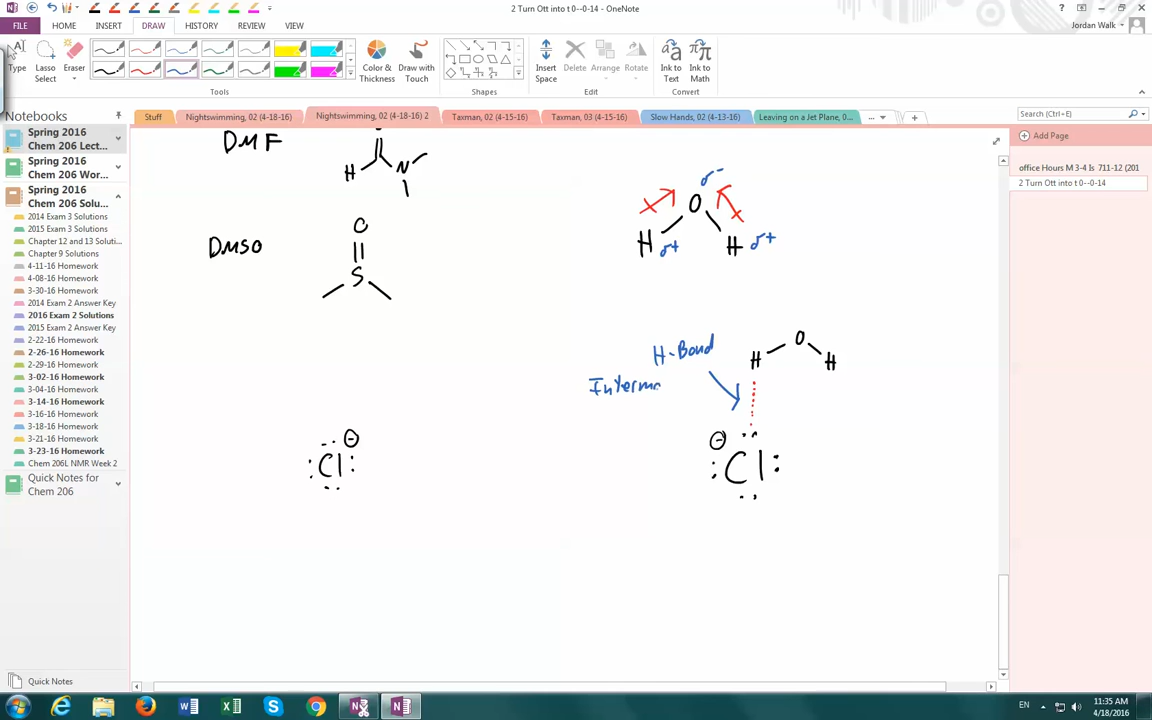 2 Turn Ott into t 0--0-14 - OneNote
Jordan Walk
FILE HOME INSERT DRAW HISTORY REVIEW VIEW
Type
Lasso
Select
Eraser
Color &
Thickness
Draw with
Touch
Insert
Space
Delete
Arrange
Rotate
Ink to
Text
Ink to
Math
Tools
Shapes
Edit
Convert
Notebooks
Stuff
Nightswimming, 02 (4-18-16)
Nightswimming, 02 (4-18-16) 2
Taxman, 02 (4-15-16)
Taxman, 03 (4-15-16)
Slow Hands, 02 (4-13-16)
Leaving on a Jet Plane, 0...
...
Search (Ctrl+E)
Add Page
office Hours M 3-4 Is 711-12 (201
2 Turn Ott into t 0--0-14
Spring 2016
Chem 206 Lect...
Spring 2016
Chem 206 Wor...
Spring 2016
Chem 206 Solu...
2014 Exam 3 Solutions
2015 Exam 3 Solutions
Chapter 12 and 13 Soluti...
Chapter 9 Solutions
4-11-16 Homework
4-08-16 Homework
3-30-16 Homework
2014 Exam 2 Answer Key
2016 Exam 2 Solutions
2015 Exam 2 Answer Key
2-22-16 Homework
2-26-16 Homework
2-29-16 Homework
3-02-16 Homework
3-04-16 Homework
3-14-16 Homework
3-16-16 Homework
3-18-16 Homework
3-21-16 Homework
3-23-16 Homework
Chem 206L NMR Week 2
Quick Notes for
Chem 206
Quick Notes
DMF
H N
DMSO
O
S
:Cl: ⊖
δ-
O
H δ+ H δ+
H-Bond
Interm
H O H
⊖
:Cl:
EN
11:35 AM
4/18/2016